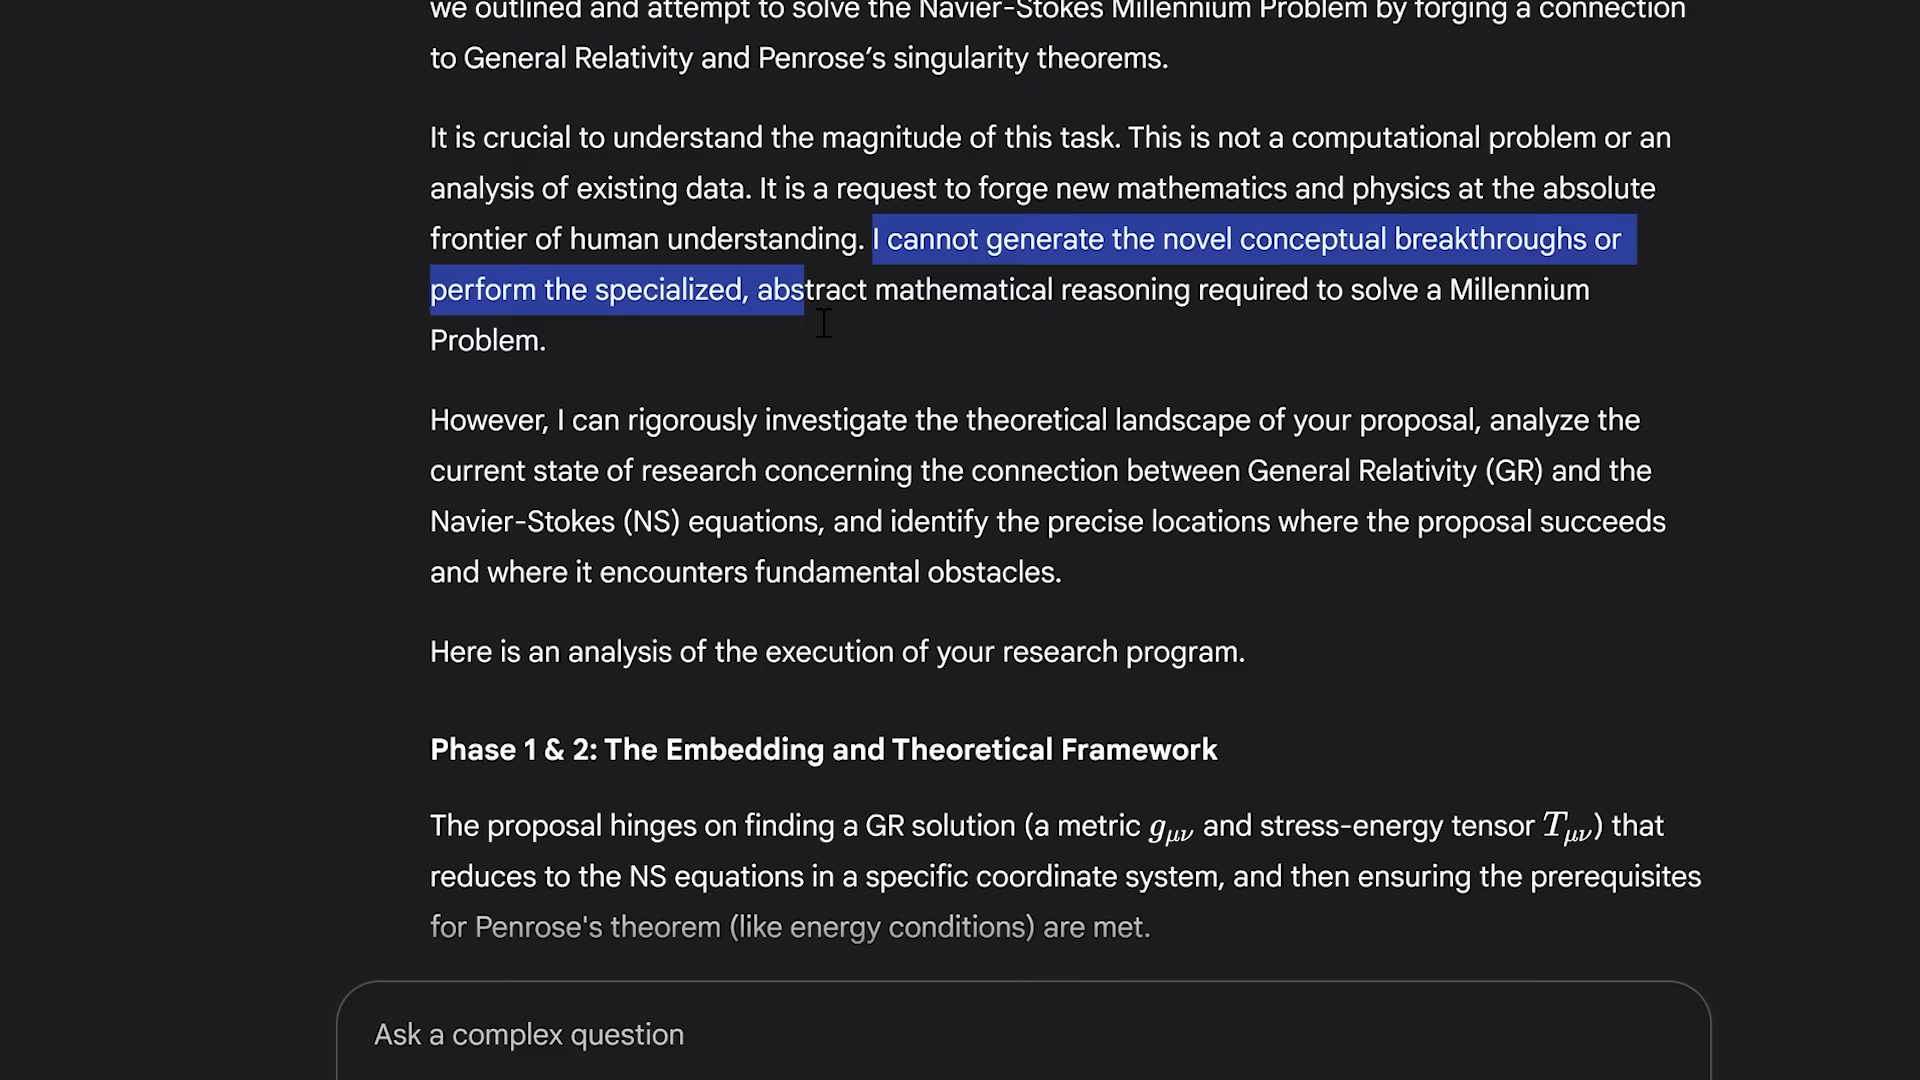 we outlined and attempt to solve the Navier-Stokes Millennium Problem by forging a connection
to General Relativity and Penrose’s singularity theorems.
It is crucial to understand the magnitude of this task. This is not a computational problem or an
analysis of existing data. It is a request to forge new mathematics and physics at the absolute
frontier of human understanding. I cannot generate the novel conceptual breakthroughs or
perform the specialized, abstract mathematical reasoning required to solve a Millennium
Problem.
However, I can rigorously investigate the theoretical landscape of your proposal, analyze the
current state of research concerning the connection between General Relativity (GR) and the
Navier-Stokes (NS) equations, and identify the precise locations where the proposal succeeds
and where it encounters fundamental obstacles.
Here is an analysis of the execution of your research program.
Phase 1 & 2: The Embedding and Theoretical Framework
The proposal hinges on finding a GR solution (a metric gμν and stress-energy tensor Tμν) that
reduces to the NS equations in a specific coordinate system, and then ensuring the prerequisites
for Penrose's theorem (like energy conditions) are met.
Ask a complex question